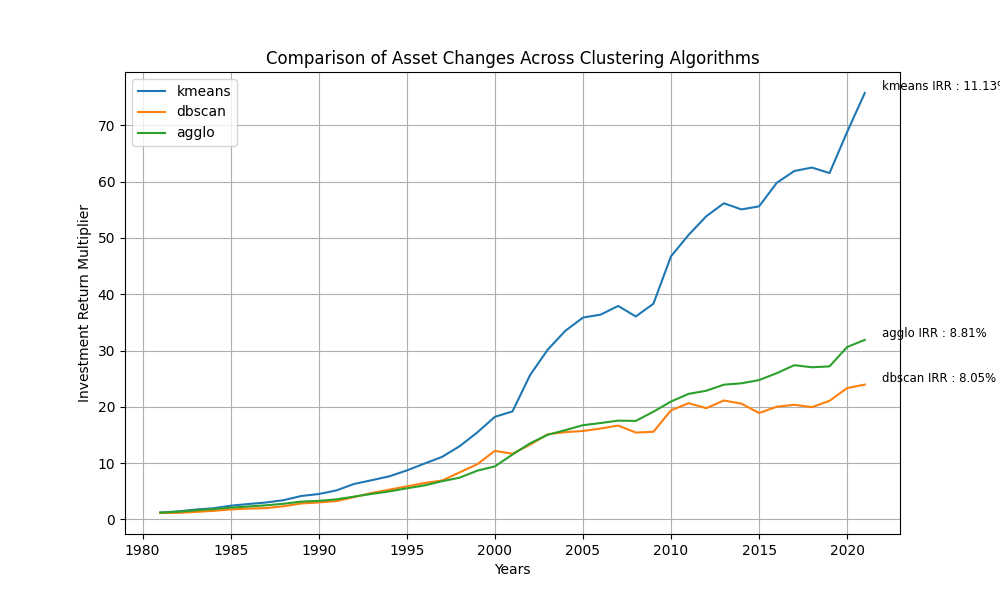 Comparison of Asset Changes Across Clustering Algorithms
kmeans
dbscan
agglo
kmeans IRR : 11.13%
agglo IRR : 8.81%
dbscan IRR : 8.05%
Investment Return Multiplier
70
60
50
40
30
20
10
0
1980 1985 1990 1995 2000 2005 2010 2015 2020
Years